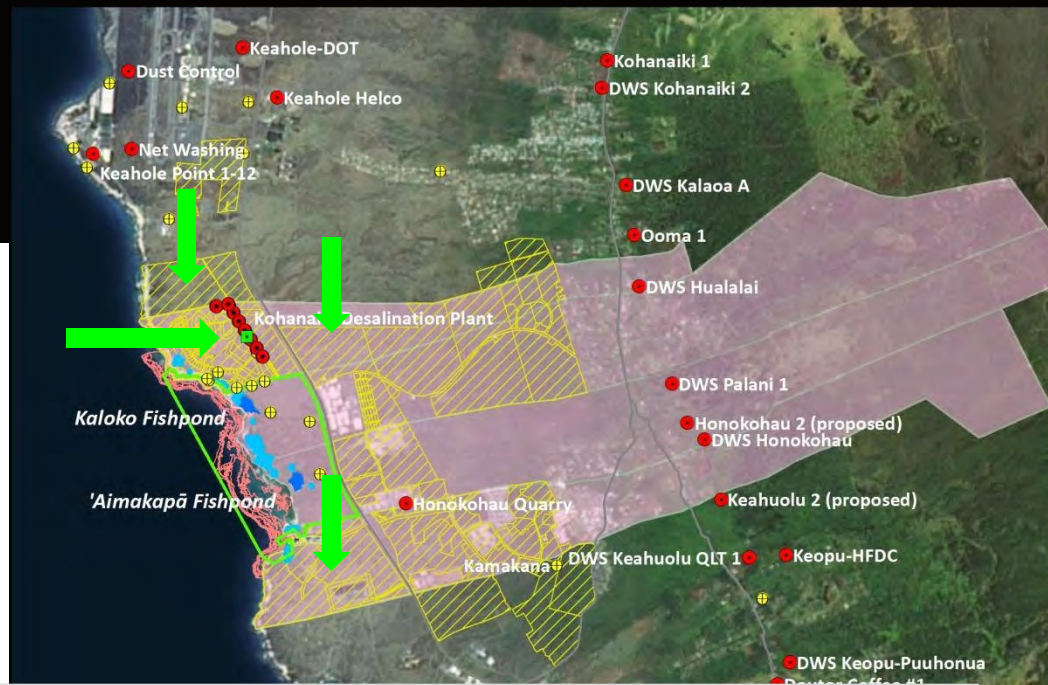 Keahole-DOT
Kohanaiki 1
Dust Control
DWS Kohanaiki 2
Keahole Helco
Net Washing
Keahole Point 1-12
DWS Kalaoa A
Ooma 1
DWS Hualalai
Desalination Plant
DWS Palani 1
Kaloko Fishpond
Honokohau 2 (proposed)
DWS Honokohau
'Aimakapā Fishpond
Honokohau Quarry
Keahuolu 2 (proposed)
Kamakana
DWS Keahuolu QLT 1
Keopu-HFDC
DWS Keopu-Puuhonua